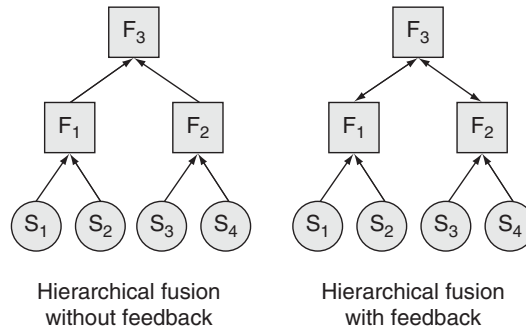 F3 F3
F1 F2 F1 F2
S1 S2 S3 S4 S1 S2 S3 S4
Hierarchical fusion
without feedback
Hierarchical fusion
with feedback